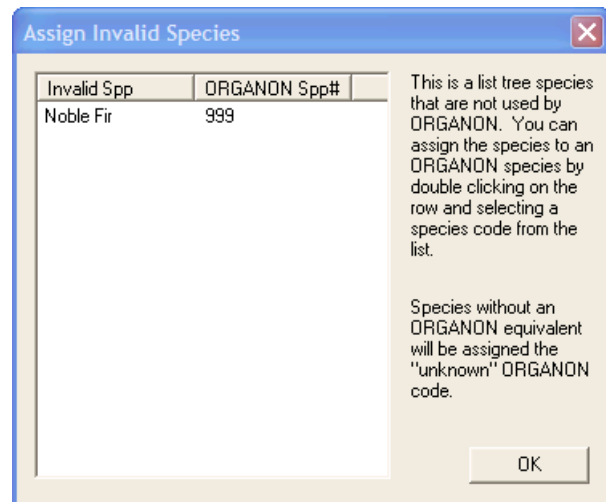 Assign Invalid Species
Invalid Spp ORGANON Spp#
Noble Fir 999
This is a list tree species
that are not used by
ORGANON. You can
assign the species to an
ORGANON species by
double clicking on the
row and selecting a
species code from the
list.
Species without an
ORGANON equivalent
will be assigned the
"unknown" ORGANON
code.
OK